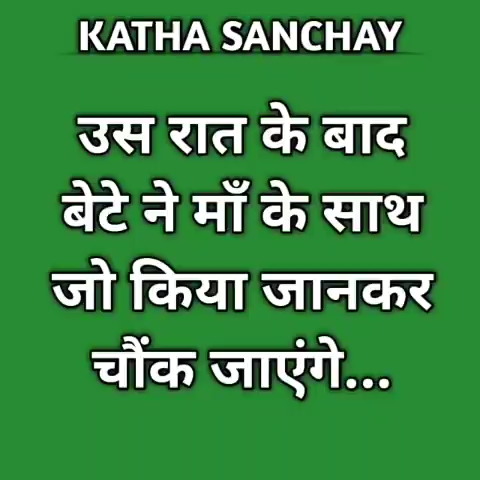 KATHA SANCHAY
उस रात के बाद
बेटे ने माँ के साथ
जो किया जानकर
चौंक जाएंगे...